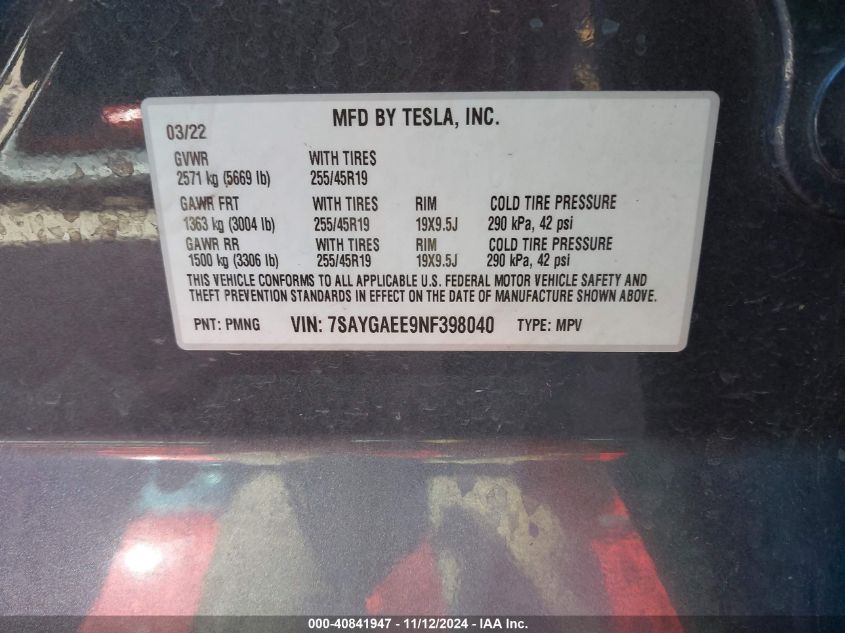 MFD BY TESLA, INC.
03/22
GVWR WITH TIRES
2571 kg (5669 lb) 255/45R19
GAWR FRT WITH TIRES RIM COLD TIRE PRESSURE
1363 kg (3004 lb) 255/45R19 19X9.5J 290 kPa, 42 psi
GAWR RR WITH TIRES RIM COLD TIRE PRESSURE
1500 kg (3306 lb) 255/45R19 19X9.5J 290 kPa, 42 psi
THIS VEHICLE CONFORMS TO ALL APPLICABLE U.S. FEDERAL MOTOR VEHICLE SAFETY AND
THEFT PREVENTION STANDARDS IN EFFECT ON THE DATE OF MANUFACTURE SHOWN ABOVE.
PNT: PMNG VIN: 7SAYGAEE9NF398040 TYPE: MPV
000-40841947 - 11/12/2024 - IAA Inc.